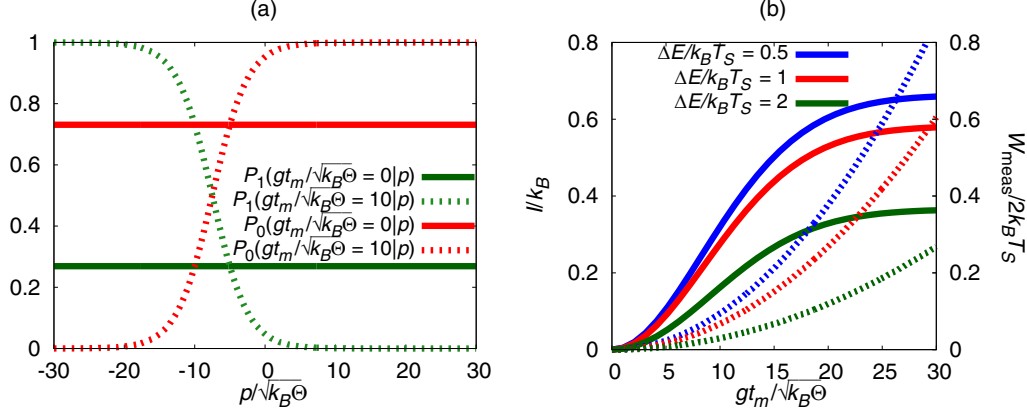 (a)
1
0.8
0.6
0.4
0.2
0
-30
-20
-10
0
10
20
30
p/√k_BΘ
P_1(gt_m/√k_BΘ = 0|p)
P_1(gt_m/√k_BΘ = 10|p)
P_0(gt_m/√k_BΘ = 0|p)
P_0(gt_m/√k_BΘ = 10|p)
(b)
ΔE/k_BT_S = 0.5
ΔE/k_BT_S = 1
ΔE/k_BT_S = 2
0.8
0.6
0.4
0.2
0
I/k_B
0
5
10
15
20
25
30
gt_m/√k_BΘ
0.8
0.6
0.4
0.2
0
W_meas/2k_BT_S